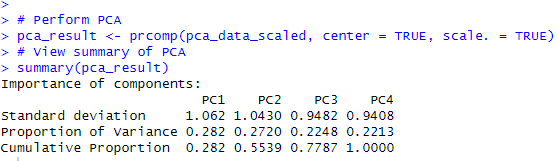 >
> # Perform PCA
> pca_result <- prcomp(pca_data_scaled, center = TRUE, scale. = TRUE)
> # View summary of PCA
> summary(pca_result)
Importance of components:
                         PC1    PC2    PC3    PC4
Standard deviation     1.062 1.0430 0.9482 0.9408
Proportion of Variance 0.282 0.2720 0.2248 0.2213
Cumulative Proportion  0.282 0.5539 0.7787 1.0000